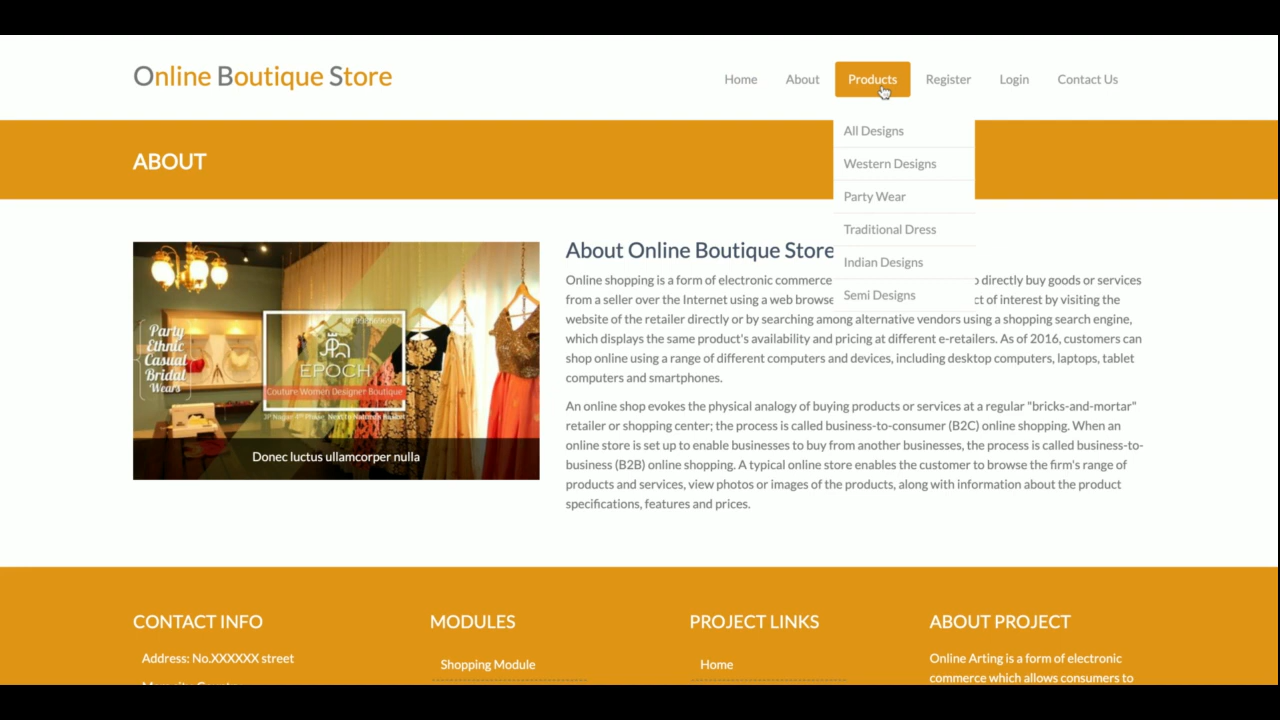 Online Boutique Store
Home
About
Products
Register
Login
Contact Us
All Designs
Western Designs
Party Wear
Traditional Dress
Indian Designs
Semi Designs
ABOUT
Party
Ethnic
Casual
Bridal
Wears
EPOCH
Couture Women Designer Boutique
Donec luctus ullamcorper nulla
About Online Boutique Store
Online shopping is a form of electronic commerce directly buy goods or services
from a seller over the Internet using a web of interest by visiting the
website of the retailer directly or by searching among alternative vendors using a shopping search engine,
which displays the same product's availability and pricing at different e-retailers. As of 2016, customers can
shop online using a range of different computers and devices, including desktop computers, laptops, tablet
computers and smartphones.
An online shop evokes the physical analogy of buying products or services at a regular "bricks-and-mortar"
retailer or shopping center; the process is called business-to-consumer (B2C) online shopping. When an
online store is set up to enable businesses to buy from another businesses, the process is called business-to-
business (B2B) online shopping. A typical online store enables the customer to browse the firm's range of
products and services, view photos or images of the products, along with information about the product
specifications, features and prices.
CONTACT INFO
Address: No.XXXXXX street
MODULES
Shopping Module
PROJECT LINKS
Home
ABOUT PROJECT
Online Arting is a form of electronic
commerce which allows consumers to